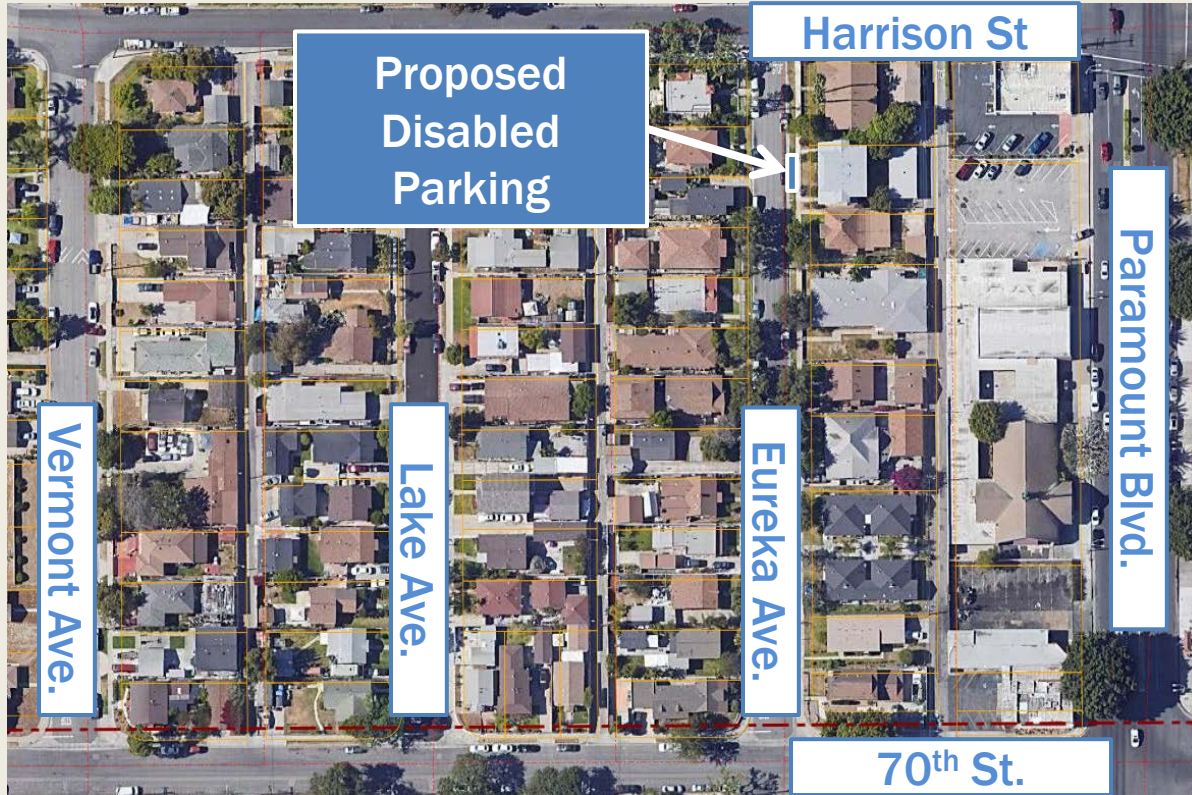 Harrison St
Proposed
Disabled
Parking
Vermont Ave.
Lake Ave.
Eureka Ave.
Paramount Blvd.
70th St.